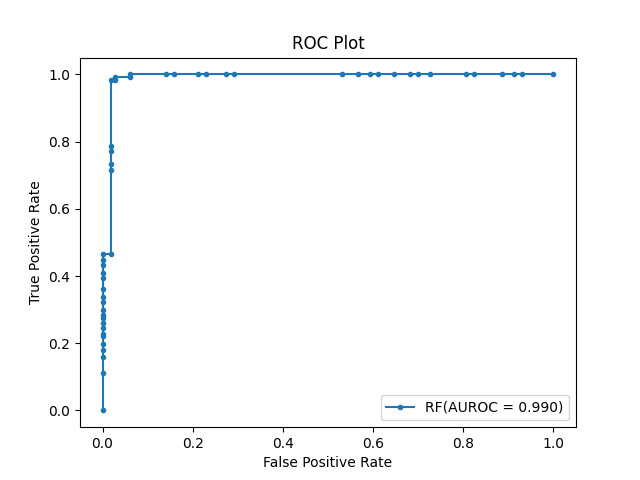 ROC Plot
1.0
0.8
0.6
0.4
0.2
0.0
True Positive Rate
RF(AUROC = 0.990)
0.0 0.2 0.4 0.6 0.8 1.0
False Positive Rate